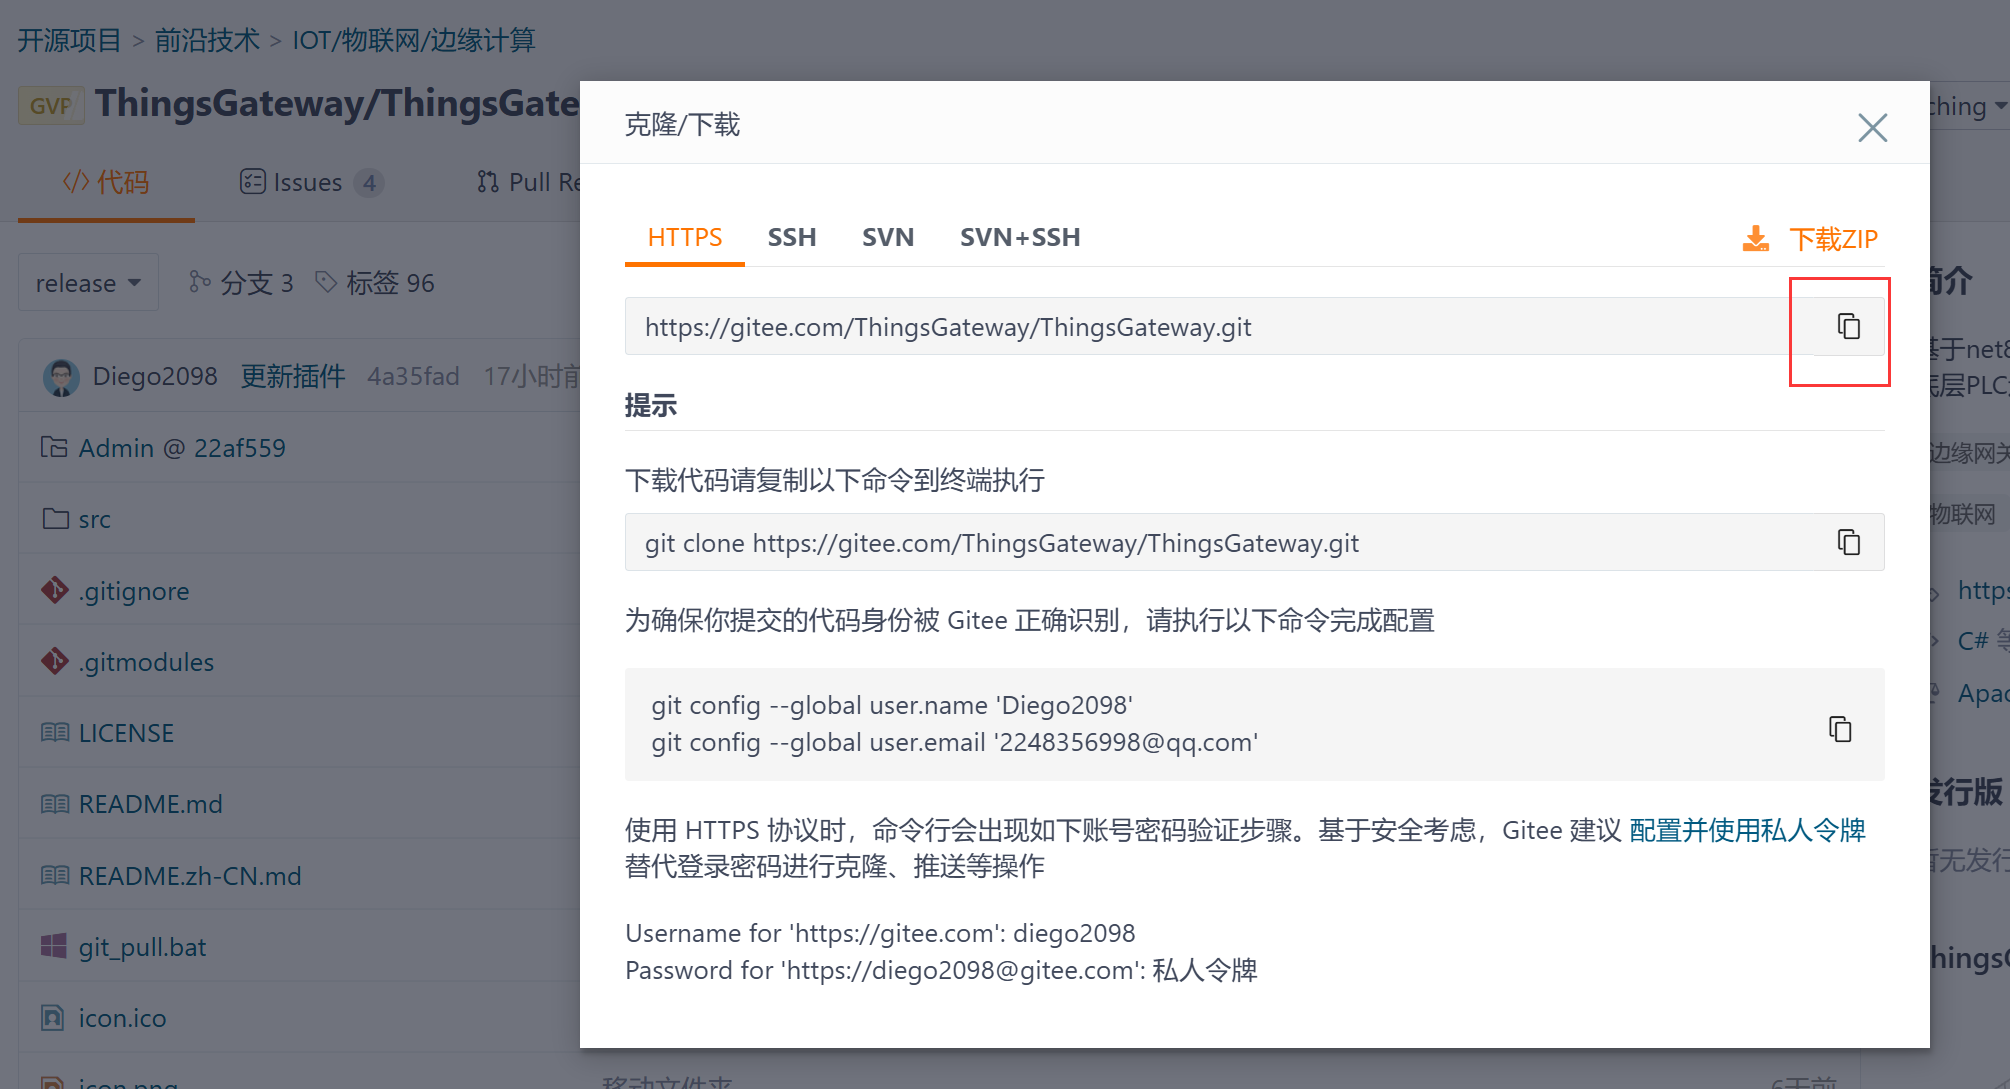 开源项目 > 前沿技术 > IOT/物联网/边缘计算
GVP ThingsGateway/ThingsGate
ching
代码 Issues 4 Pull Re
release 分支 3 标签 96
Diego2098 更新插件 4a35fad 17小时前
Admin @ 22af559
src
.gitignore
.gitmodules
LICENSE
README.md
README.zh-CN.md
git_pull.bat
icon.ico
icon.png
移动文件夹
6天前
克隆/下载
HTTPS SSH SVN SVN+SSH 下载ZIP
https://gitee.com/ThingsGateway/ThingsGateway.git
提示
下载代码请复制以下命令到终端执行
git clone https://gitee.com/ThingsGateway/ThingsGateway.git
为确保你提交的代码身份被 Gitee 正确识别，请执行以下命令完成配置
git config --global user.name 'Diego2098'
git config --global user.email '2248356998@qq.com'
使用 HTTPS 协议时，命令行会出现如下账号密码验证步骤。基于安全考虑，Gitee 建议 配置并使用私人令牌
替代登录密码进行克隆、推送等操作
Username for 'https://gitee.com': diego2098
Password for 'https://diego2098@gitee.com': 私人令牌
简介
基于net8
底层PLC
边缘网关
物联网
https
C# 等
Apac
发行版
暂无发行
hingsG